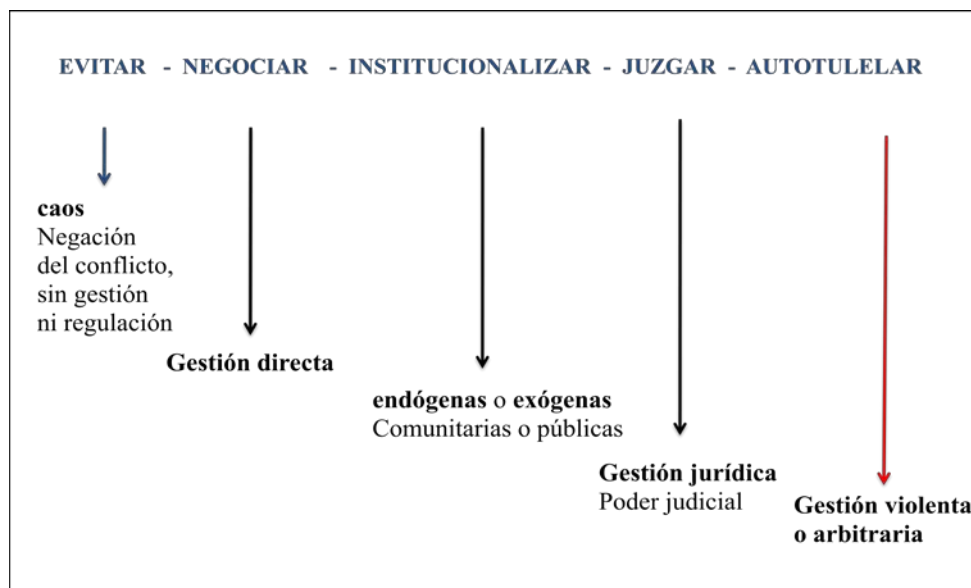 EVITAR - NEGOCIAR - INSTITUCIONALIZAR - JUZGAR - AUTOTULELAR
caos
Negación
del conflicto,
sin gestión
ni regulación
Gestión directa
endógenas o exógenas
Comunitarias o públicas
Gestión jurídica
Poder judicial
Gestión violenta
o arbitraria